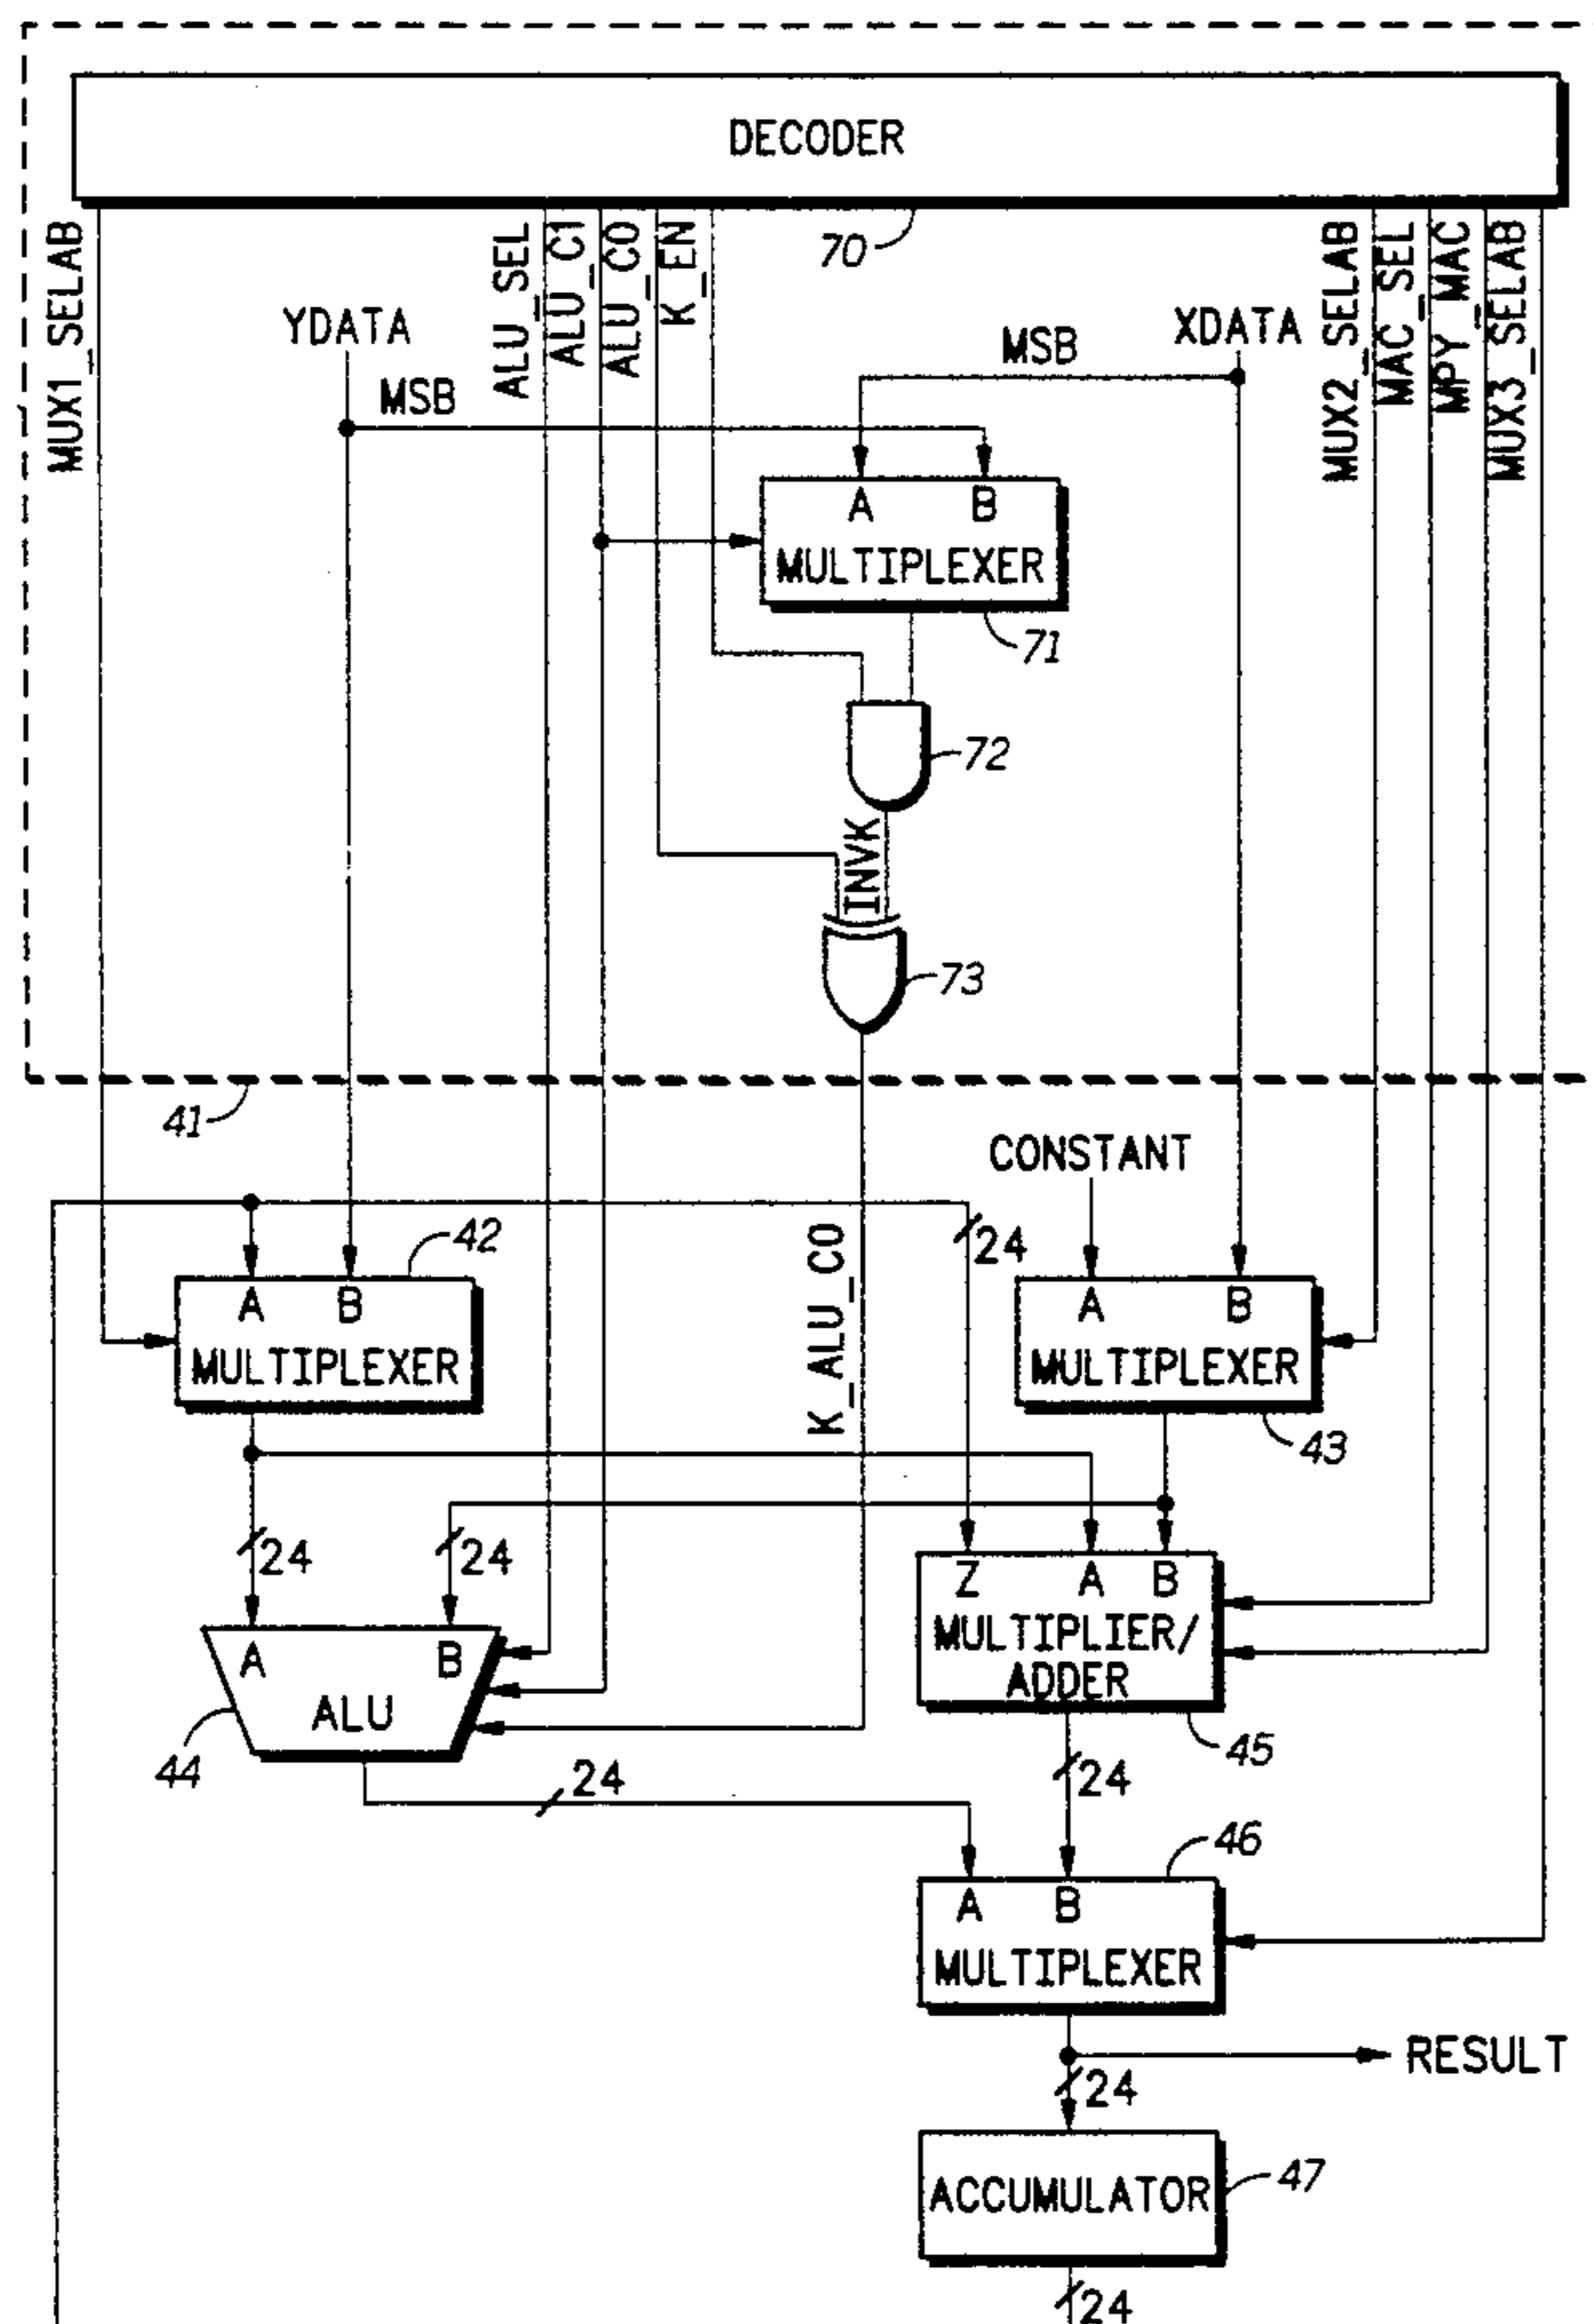 DECODER
70
MUX1_SELAB
ALU_SEL
ALU_C1
ALU_C0
K_EN
MUX2_SELAB
MAC_SEL
MPY_MAC
MUX3_SELAB
YDATA
XDATA
MSB
MSB
A B
MULTIPLEXER
71
72
INVK
73
41
CONSTANT
24
42
K_ALU_C0
A B
MULTIPLEXER
A B
MULTIPLEXER
43
24
24
Z A B
MULTIPLIER/
ADDER
A B
ALU
44
45
24
24
46
A B
MULTIPLEXER
RESULT
24
ACCUMULATOR
47
24